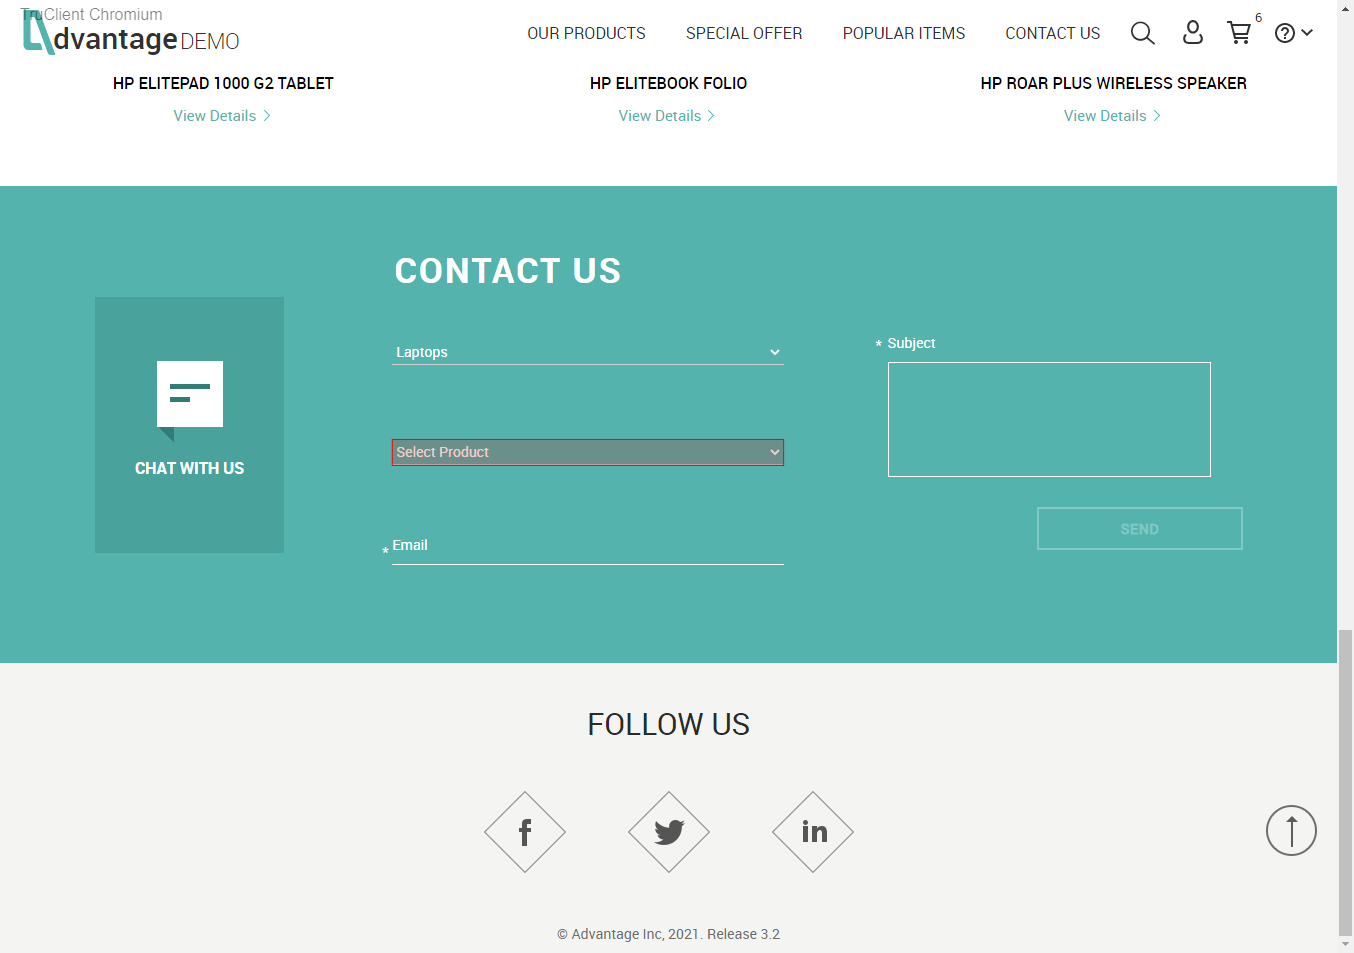 TruClient Chromium
dvantage DEMO
OUR PRODUCTS
SPECIAL OFFER
POPULAR ITEMS
CONTACT US
6
HP ELITEPAD 1000 G2 TABLET
HP ELITEBOOK FOLIO
HP ROAR PLUS WIRELESS SPEAKER
View Details
View Details
View Details
CONTACT US
CHAT WITH US
Laptops
Select Product
* Email
* Subject
SEND
FOLLOW US
© Advantage Inc, 2021. Release 3.2